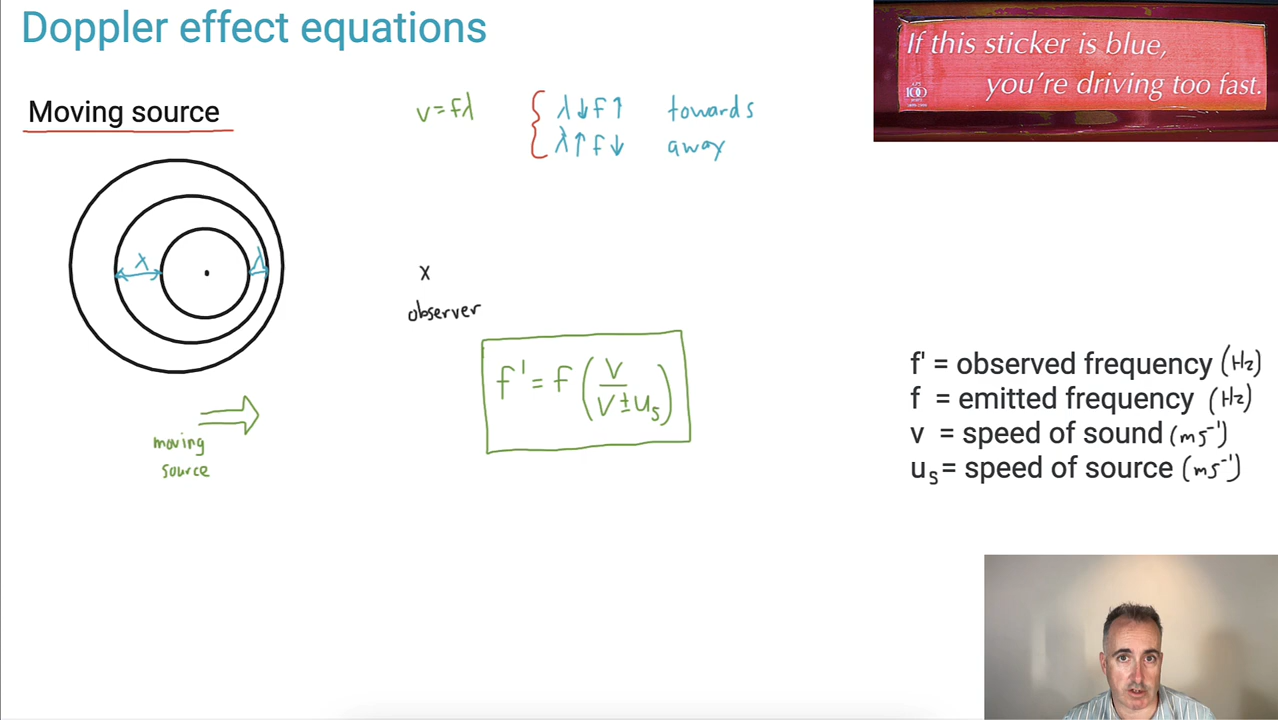 Doppler effect equations
If this sticker is blue,
you're driving too fast.
100
Moving source
v=fλ
λ↓f↑ towards
λ↑f↓ away
λ
x
observer
f' = f (v / v ± uₛ)
moving
source
f' = observed frequency (Hz)
f = emitted frequency (Hz)
v = speed of sound (ms⁻¹)
uₛ = speed of source (ms⁻¹)